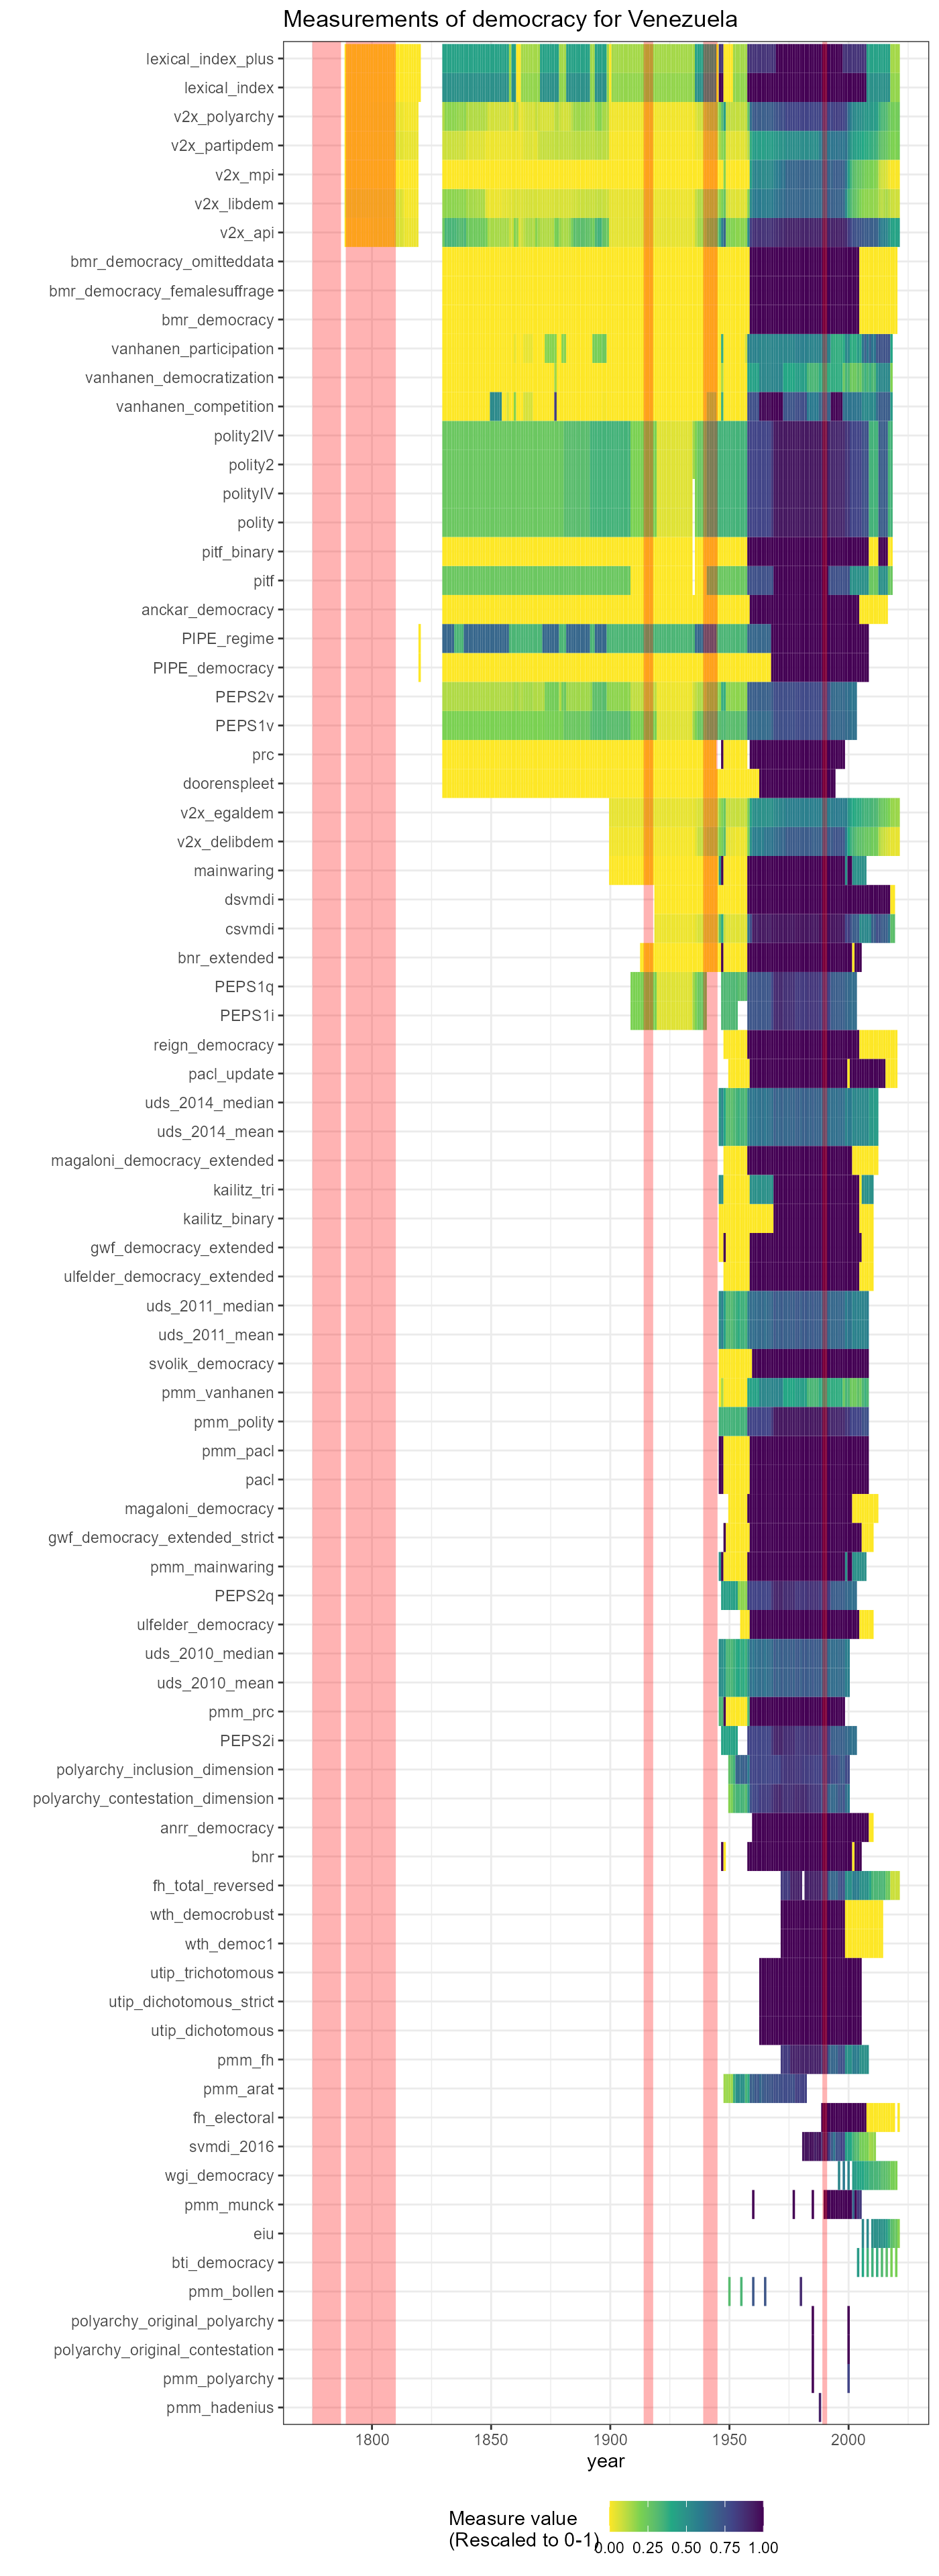 Measurements of democracy for Venezuela
lexical_index_plus
lexical_index
v2x_polyarchy
v2x_partipdem
v2x_mpi
v2x_libdem
v2x_api
bmr_democracy_omitteddata
bmr_democracy_femalesuffrage
bmr_democracy
vanhanen_participation
vanhanen_democratization
vanhanen_competition
polity2IV
polity2
polityIV
polity
pitf_binary
pitf
anckar_democracy
PIPE_regime
PIPE_democracy
PEPS2v
PEPS1v
prc
doorenspleet
v2x_egaldem
v2x_delibdem
mainwaring
dsvmdi
csvmdi
bnr_extended
PEPS1q
PEPS1i
reign_democracy
pacl_update
uds_2014_median
uds_2014_mean
magaloni_democracy_extended
kailitz_tri
kailitz_binary
gwf_democracy_extended
ulfelder_democracy_extended
uds_2011_median
uds_2011_mean
svolik_democracy
pmm_vanhanen
pmm_polity
pmm_pacl
pacl
magaloni_democracy
gwf_democracy_extended_strict
pmm_mainwaring
PEPS2q
ulfelder_democracy
uds_2010_median
uds_2010_mean
pmm_prc
PEPS2i
polyarchy_inclusion_dimension
polyarchy_contestation_dimension
anrr_democracy
bnr
fh_total_reversed
wth_democrobust
wth_democ1
utip_trichotomous
utip_dichotomous_strict
utip_dichotomous
pmm_fh
pmm_arat
fh_electoral
svmdi_2016
wgi_democracy
pmm_munck
eiu
bti_democracy
pmm_bollen
polyarchy_original_polyarchy
polyarchy_original_contestation
pmm_polyarchy
pmm_hadenius
1800 1850 1900 1950 2000
year
Measure value
(Rescaled to 0-1)
0.00 0.25 0.50 0.75 1.00